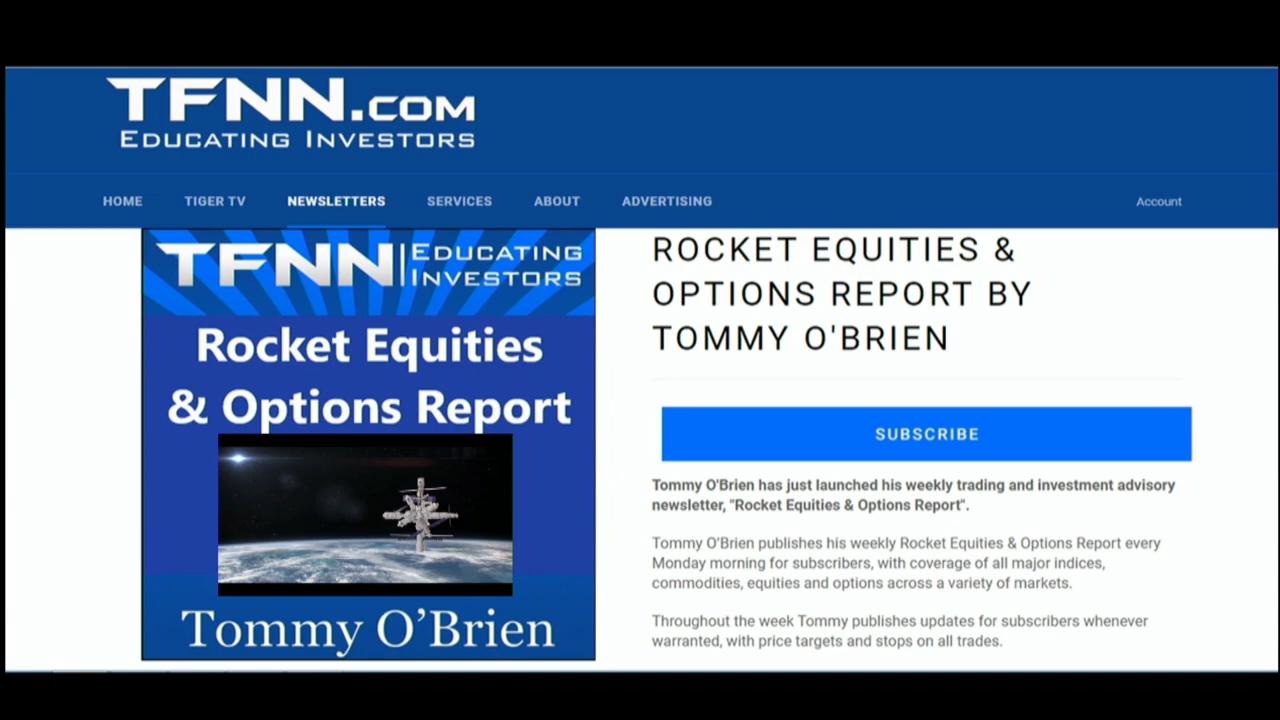 TFNN.COM
EDUCATING INVESTORS
HOME TIGER TV NEWSLETTERS SERVICES ABOUT ADVERTISING Account
TFNN EDUCATING
INVESTORS
Rocket Equities
& Options Report
Tommy O’Brien
ROCKET EQUITIES &
OPTIONS REPORT BY
TOMMY O'BRIEN
SUBSCRIBE
Tommy O'Brien has just launched his weekly trading and investment advisory
newsletter, "Rocket Equities & Options Report".
Tommy O’Brien publishes his weekly Rocket Equities & Options Report every
Monday morning for subscribers, with coverage of all major indices,
commodities, equities and options across a variety of markets.
Throughout the week Tommy publishes updates for subscribers whenever
warranted, with price targets and stops on all trades.